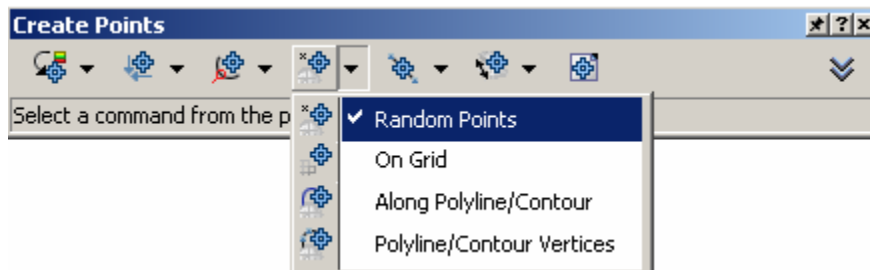 Create Points
Select a command from the p
Random Points
On Grid
Along Polyline/Contour
Polyline/Contour Vertices